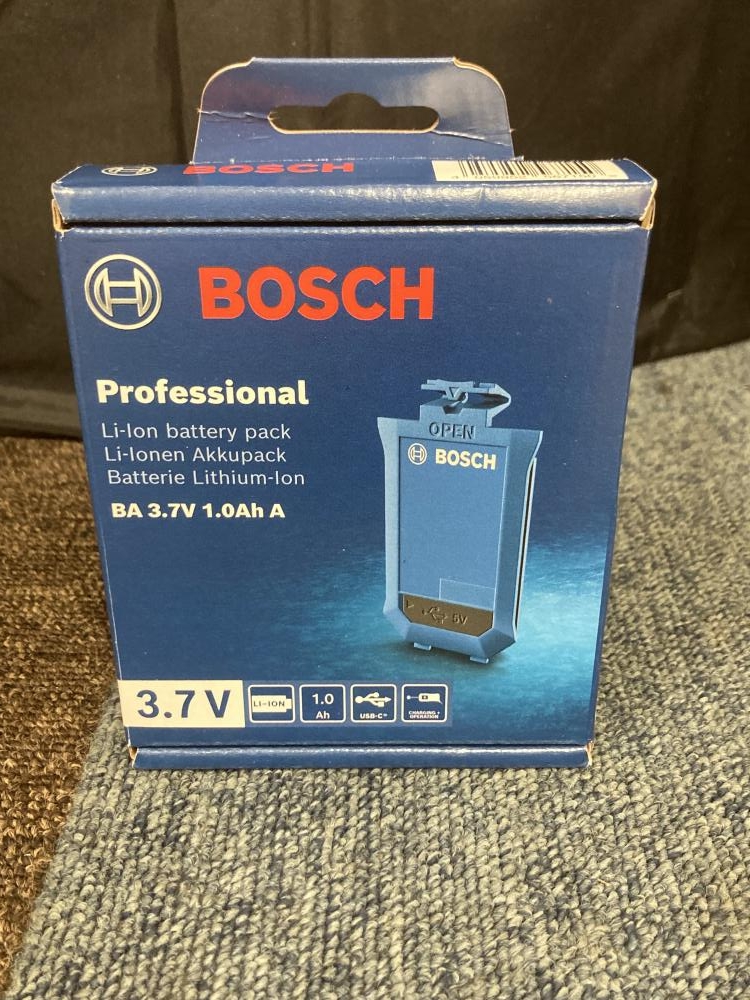 BOSCH
BOSCH
Professional
Li-Ion battery pack
Li-Ionen Akkupack
Batterie Lithium-Ion
BA 3.7V 1.0Ah A
OPEN
BOSCH
5V
3.7 V
LI-ION
1.0
Ah
USB-C™
CHARGING +
OPERATION